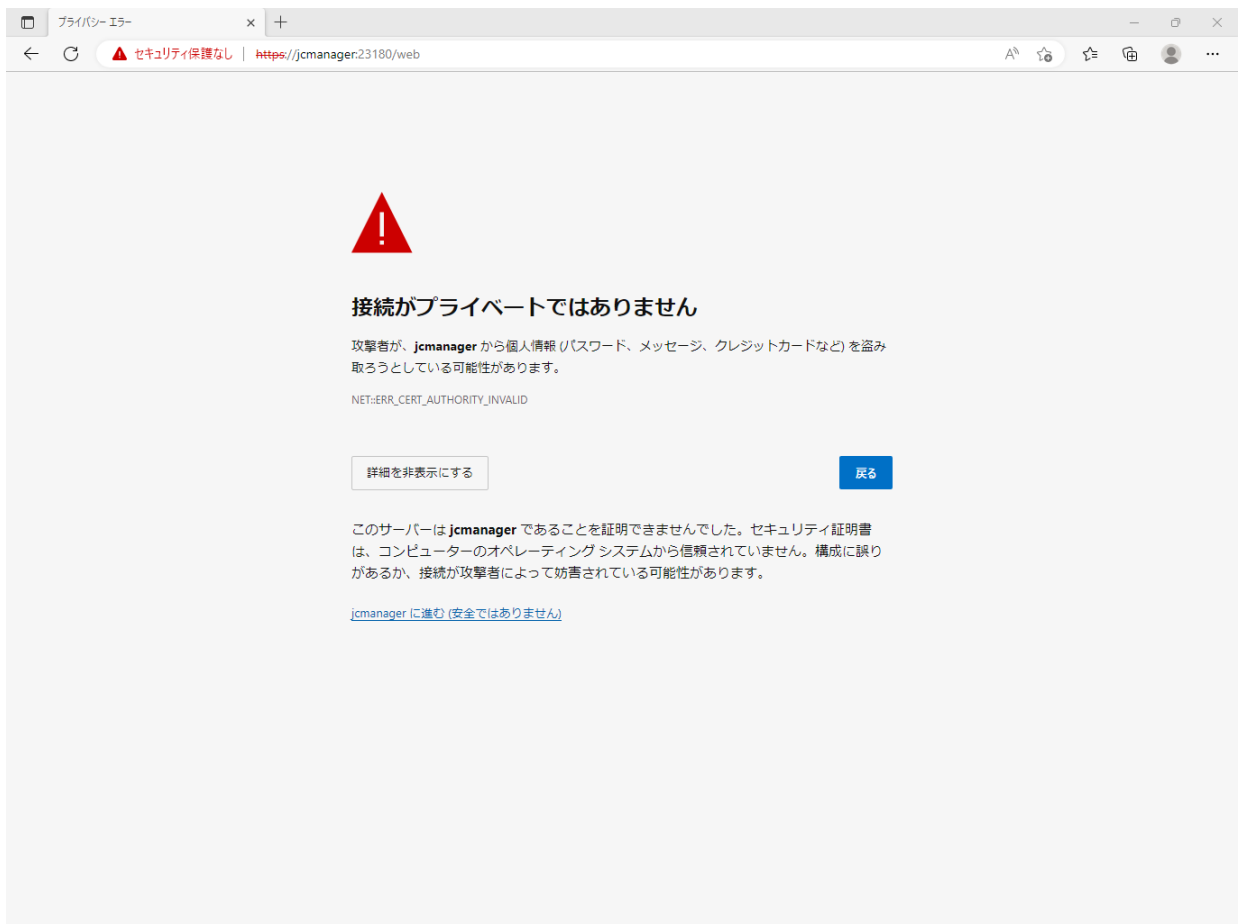 プライバシー エラー
セキュリティ保護なし https://jcmanager:23180/web
接続がプライベートではありません
攻撃者が、jcmanager から個人情報 (パスワード、メッセージ、クレジットカードなど) を盗み
取ろうとしている可能性があります。
NET::ERR_CERT_AUTHORITY_INVALID
詳細を非表示にする
戻る
このサーバーは jcmanager であることを証明できませんでした。セキュリティ証明書
は、コンピューターのオペレーティング システムから信頼されていません。構成に誤り
があるか、接続が攻撃者によって妨害されている可能性があります。
jcmanager に進む (安全ではありません)